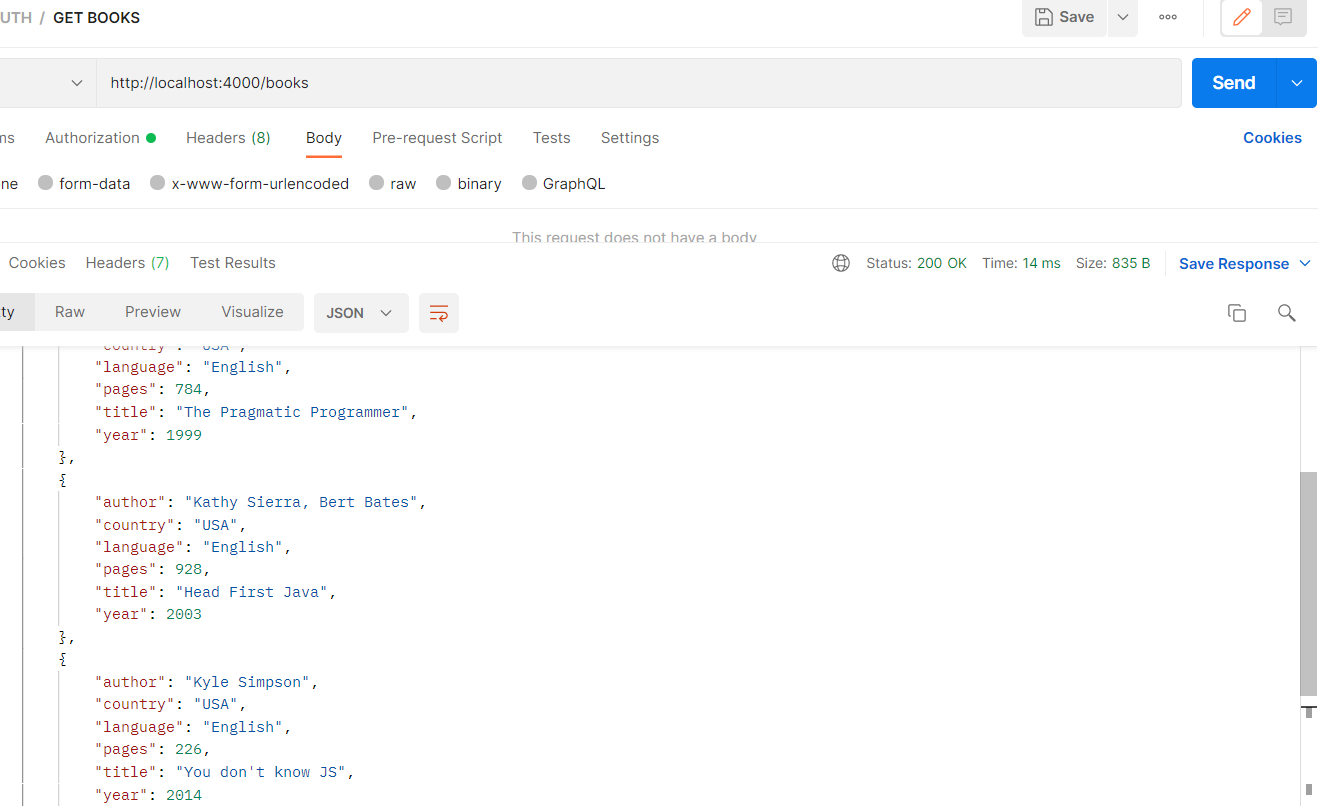 UTH / GET BOOKS
Save
http://localhost:4000/books
Send
ms Authorization Headers (8) Body Pre-request Script Tests Settings Cookies
ne form-data x-www-form-urlencoded raw binary GraphQL
This request does not have a body
Cookies Headers (7) Test Results Status: 200 OK Time: 14 ms Size: 835 B Save Response
ty Raw Preview Visualize JSON
"country": "USA",
"language": "English",
"pages": 784,
"title": "The Pragmatic Programmer",
"year": 1999
},
{
"author": "Kathy Sierra, Bert Bates",
"country": "USA",
"language": "English",
"pages": 928,
"title": "Head First Java",
"year": 2003
},
{
"author": "Kyle Simpson",
"country": "USA",
"language": "English",
"pages": 226,
"title": "You don't know JS",
"year": 2014